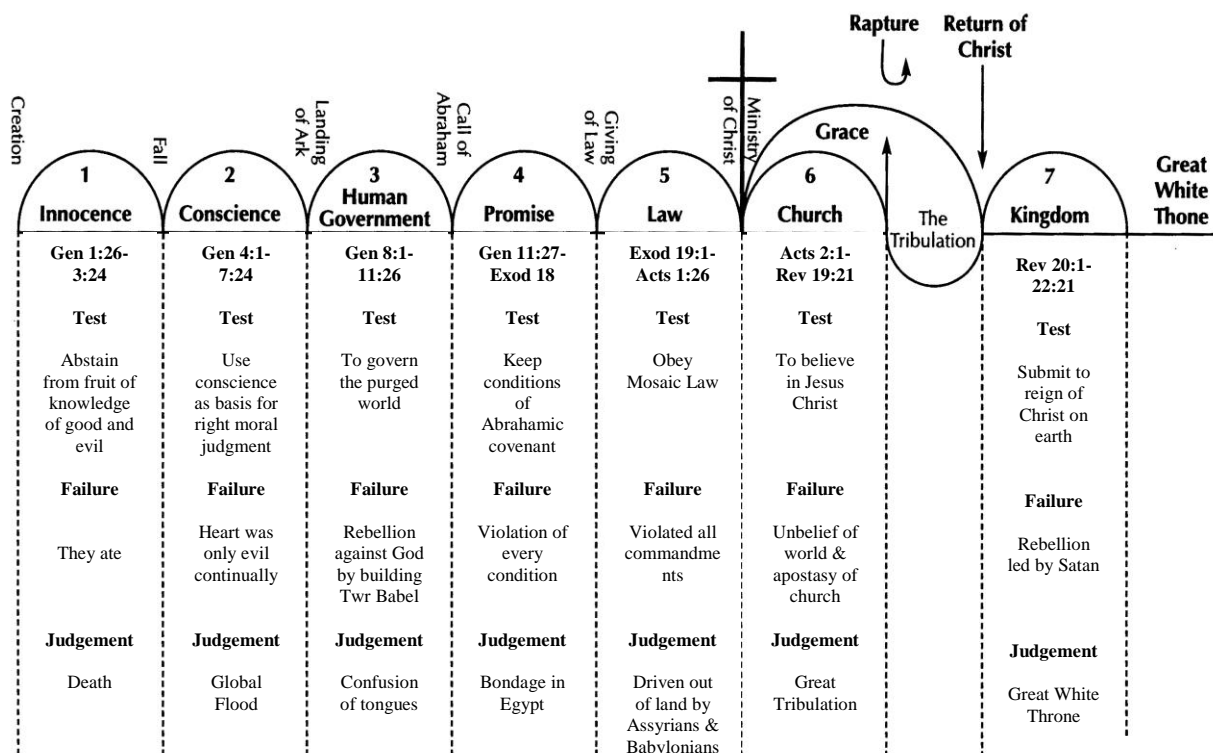 Rapture
Return of
Christ
Creation
Fall
Landing
of Ark
Call of
Abraham
Giving
of Law
Ministry
of Christ
Grace
1
Innocence
2
Conscience
3
Human
Government
4
Promise
5
Law
6
Church
The
Tribulation
7
Kingdom
Great
White
Thone
Gen 1:26-
3:24
Test
Abstain
from fruit of
knowledge
of good and
evil
Failure
They ate
Judgement
Death
Gen 4:1-
7:24
Test
Use
conscience
as basis for
right moral
judgment
Failure
Heart was
only evil
continually
Judgement
Global
Flood
Gen 8:1-
11:26
Test
To govern
the purged
world
Failure
Rebellion
against God
by building
Twr Babel
Judgement
Confusion
of tongues
Gen 11:27-
Exod 18
Test
Keep
conditions
of
Abrahamic
covenant
Failure
Violation of
every
condition
Judgement
Bondage in
Egypt
Exod 19:1-
Acts 1:26
Test
Obey
Mosaic Law
Failure
Violated all
commandme
nts
Judgement
Driven out
of land by
Assyrians &
Babylonians
Acts 2:1-
Rev 19:21
Test
To believe
in Jesus
Christ
Failure
Unbelief of
world &
apostasy of
church
Judgement
Great
Tribulation
Rev 20:1-
22:21
Test
Submit to
reign of
Christ on
earth
Failure
Rebellion
led by Satan
Judgement
Great White
Throne